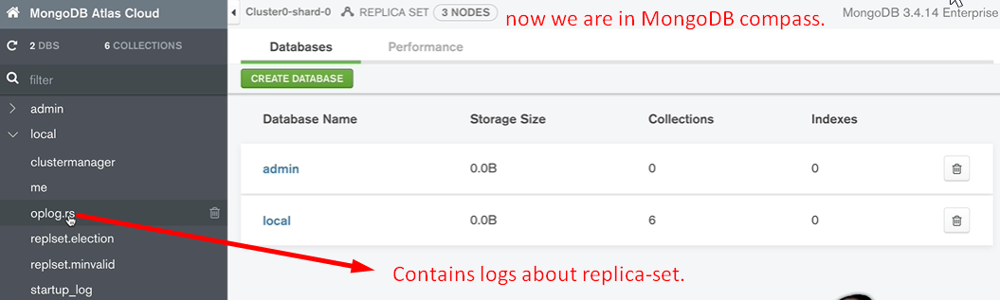 MongoDB Atlas Cloud
Cluster0-shard-0 REPLICA SET 3 NODES
now we are in MongoDB compass.
MongoDB 3.4.14 Enterprise
2 DBS 6 COLLECTIONS
filter
admin
local
clustermanager
me
oplog.rs
replset.election
replset.minvalid
startup_log
Databases Performance
CREATE DATABASE
Database Name Storage Size Collections Indexes
admin 0.0B 0 0
local 0.0B 6 0
Contains logs about replica-set.